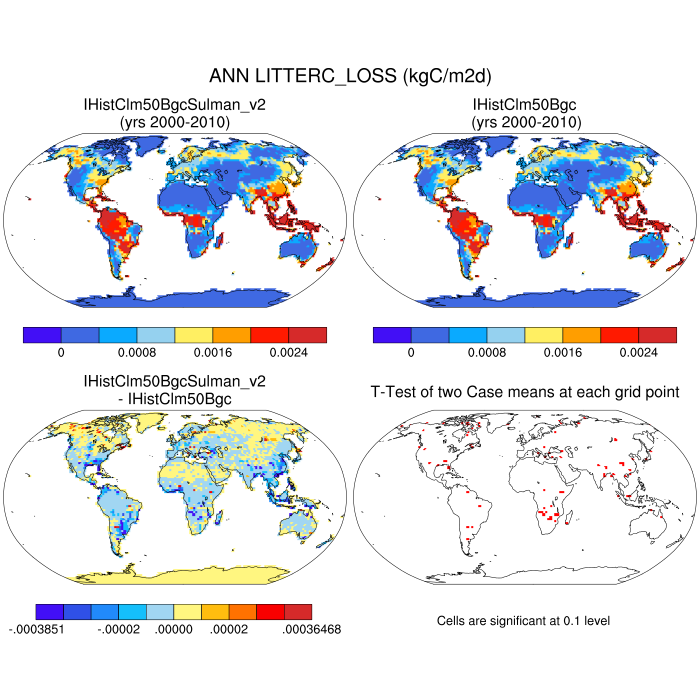 ANN LITTERC_LOSS (kgC/m2d)
IHistClm50BgcSulman_v2
(yrs 2000-2010)
IHistClm50Bgc
(yrs 2000-2010)
0 0.0008 0.0016 0.0024
0 0.0008 0.0016 0.0024
IHistClm50BgcSulman_v2
- IHistClm50Bgc
T-Test of two Case means at each grid point
-.0003851 -.00002 .00000 .00002 .00036468
Cells are significant at 0.1 level